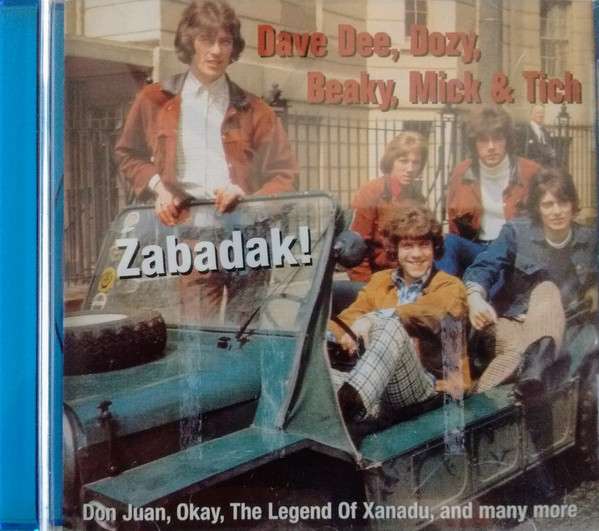 Dave Dee, Dozy,
Beaky, Mick & Tich
Zabadak!
Don Juan, Okay, The Legend Of Xanadu, and many more